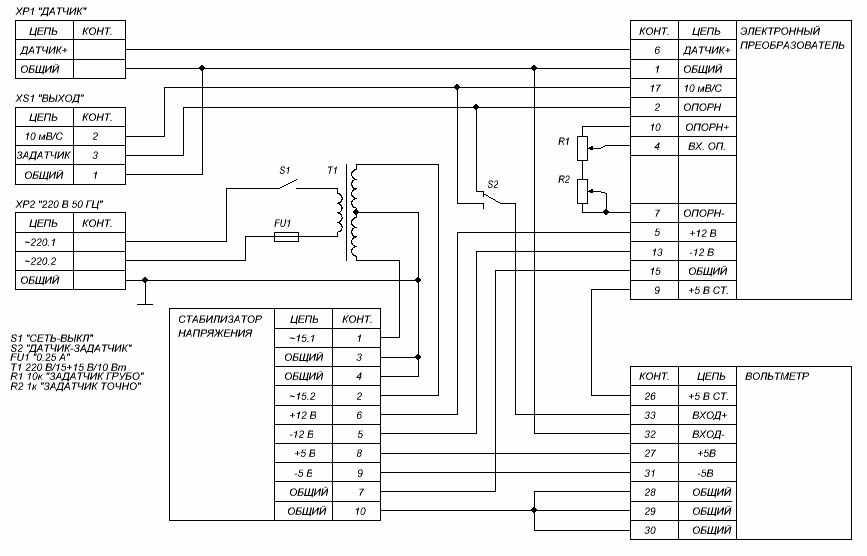 XP1 "ДАТЧИК"
ЦЕПЬ КОНТ.
ДАТЧИК+
ОБЩИЙ
XS1 "ВЫХОД"
ЦЕПЬ КОНТ.
10 мВ/С 2
ЗАДАТЧИК 3
ОБЩИЙ 1
XP2 "220 В 50 ГЦ"
ЦЕПЬ КОНТ.
~220.1
~220.2
ОБЩИЙ
S1
T1
FU1
S2
R1
R2
КОНТ. ЦЕПЬ ЭЛЕКТРОННЫЙ
ПРЕОБРАЗОВАТЕЛЬ
6 ДАТЧИК+
1 ОБЩИЙ
17 10 мВ/С
2 ОПОРН
10 ОПОРН+
4 ВХ. ОП.
7 ОПОРН-
5 +12 В
13 -12 В
15 ОБЩИЙ
9 +5 В СТ.
S1 "СЕТЬ-ВЫКЛ"
S2 "ДАТЧИК-ЗАДАТЧИК"
FU1 "0.25 А"
T1 220 В/15+15 В/10 Вт
R1 10к "ЗАДАТЧИК ГРУБО"
R2 1к "ЗАДАТЧИК ТОЧНО"
СТАБИЛИЗАТОР
НАПРЯЖЕНИЯ
ЦЕПЬ КОНТ.
~15.1 1
ОБЩИЙ 3
ОБЩИЙ 4
~15.2 2
+12 В 6
-12 В 5
+5 В 8
-5 В 9
ОБЩИЙ 7
ОБЩИЙ 10
КОНТ. ЦЕПЬ ВОЛЬТМЕТР
26 +5 В СТ.
33 ВХОД+
32 ВХОД-
27 +5В
31 -5В
28 ОБЩИЙ
29 ОБЩИЙ
30 ОБЩИЙ